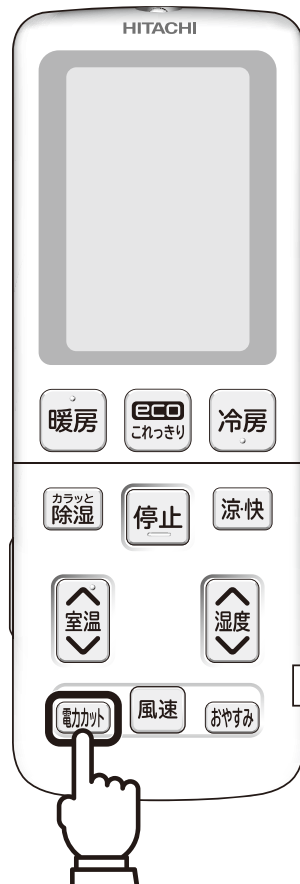 HITACHI
暖房
eco
これっきり
冷房
カラッと
除湿
停止
涼・快
室温
湿度
電力カット
風速
おやすみ